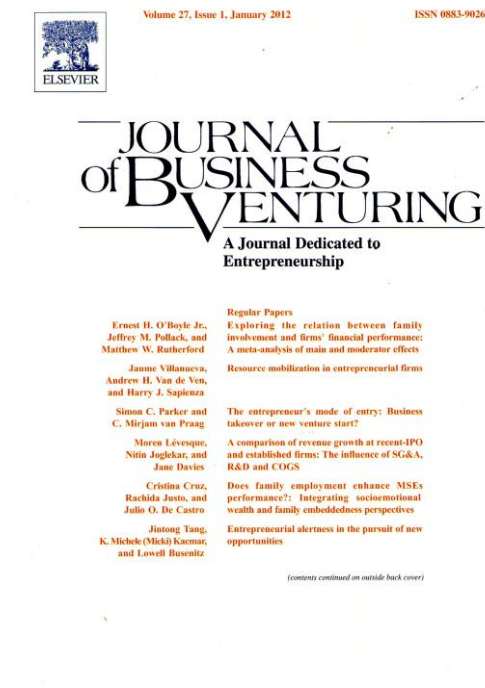 Volume 27, Issue 1, January 2012
ISSN 0883-9026
ELSEVIER
JOURNAL
of BUSINESS
VENTURING
A Journal Dedicated to
Entrepreneurship
Regular Papers
Ernest H. O'Boyle Jr.,
Jeffrey M. Pollack, and
Matthew W. Rutherford
Exploring the relation between family
involvement and firms' financial performance:
A meta-analysis of main and moderator effects
Jaume Villanueva,
Andrew H. Van de Ven,
and Harry J. Sapienza
Resource mobilization in entrepreneurial firms
Simon C. Parker and
C. Mirjam van Praag
The entrepreneur's mode of entry: Business
takeover or new venture start?
Moren Lévesque,
Nitin Joglekar, and
Jane Davies
A comparison of revenue growth at recent-IPO
and established firms: The influence of SG&A,
R&D and COGS
Cristina Cruz,
Rachida Justo, and
Julio O. De Castro
Does family employment enhance MSEs
performance?: Integrating socioemotional
wealth and family embeddedness perspectives
Jintong Tang,
K. Michele (Micki) Kacmar,
and Lowell Busenitz
Entrepreneurial alertness in the pursuit of new
opportunities
(contents continued on outside back cover)